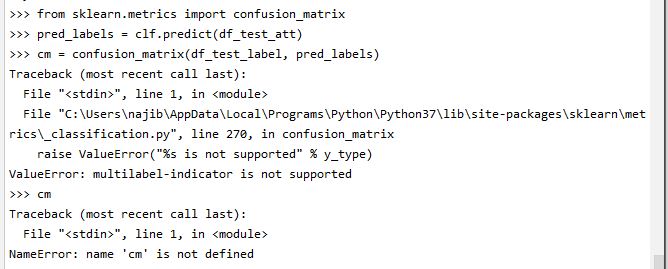 >>> from sklearn.metrics import confusion_matrix
>>> pred_labels = clf.predict(df_test_att)
>>> cm = confusion_matrix(df_test_label, pred_labels)
Traceback (most recent call last):
  File "<stdin>", line 1, in <module>
  File "C:\Users\najib\AppData\Local\Programs\Python\Python37\lib\site-packages\sklearn\met
rics\_classification.py", line 270, in confusion_matrix
    raise ValueError("%s is not supported" % y_type)
ValueError: multilabel-indicator is not supported
>>> cm
Traceback (most recent call last):
  File "<stdin>", line 1, in <module>
NameError: name 'cm' is not defined